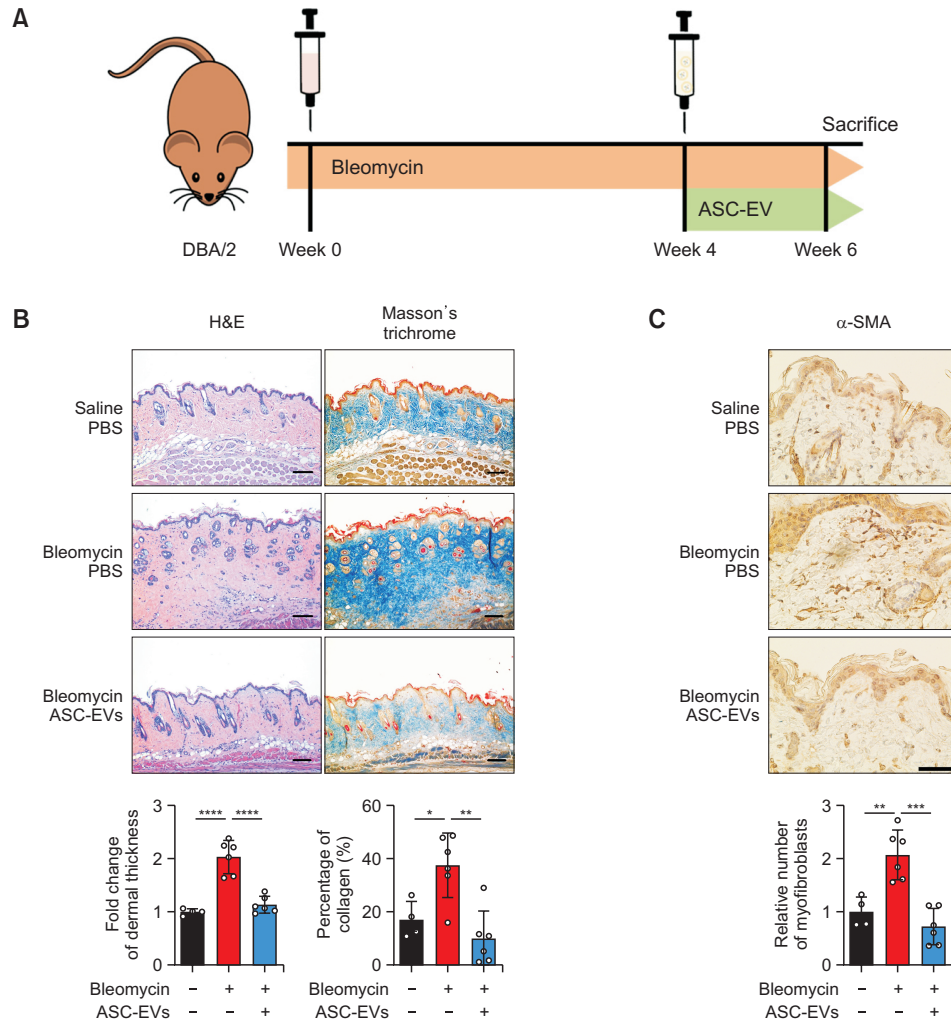 A
Sacrifice
Bleomycin
ASC-EV
DBA/2
Week 0
Week 4
Week 6
B
H&E
Masson's
trichrome
Saline
PBS
Bleomycin
PBS
Bleomycin
ASC-EVs
Fold change
of dermal thickness
3
2
1
0
**** ****
Bleomycin − + +
ASC-EVs − − +
Percentage of
collagen (%)
60
40
20
0
* **
Bleomycin − + +
ASC-EVs − − +
C
α-SMA
Saline
PBS
Bleomycin
PBS
Bleomycin
ASC-EVs
Relative number
of myofibroblasts
3
2
1
0
** ***
Bleomycin − + +
ASC-EVs − − +